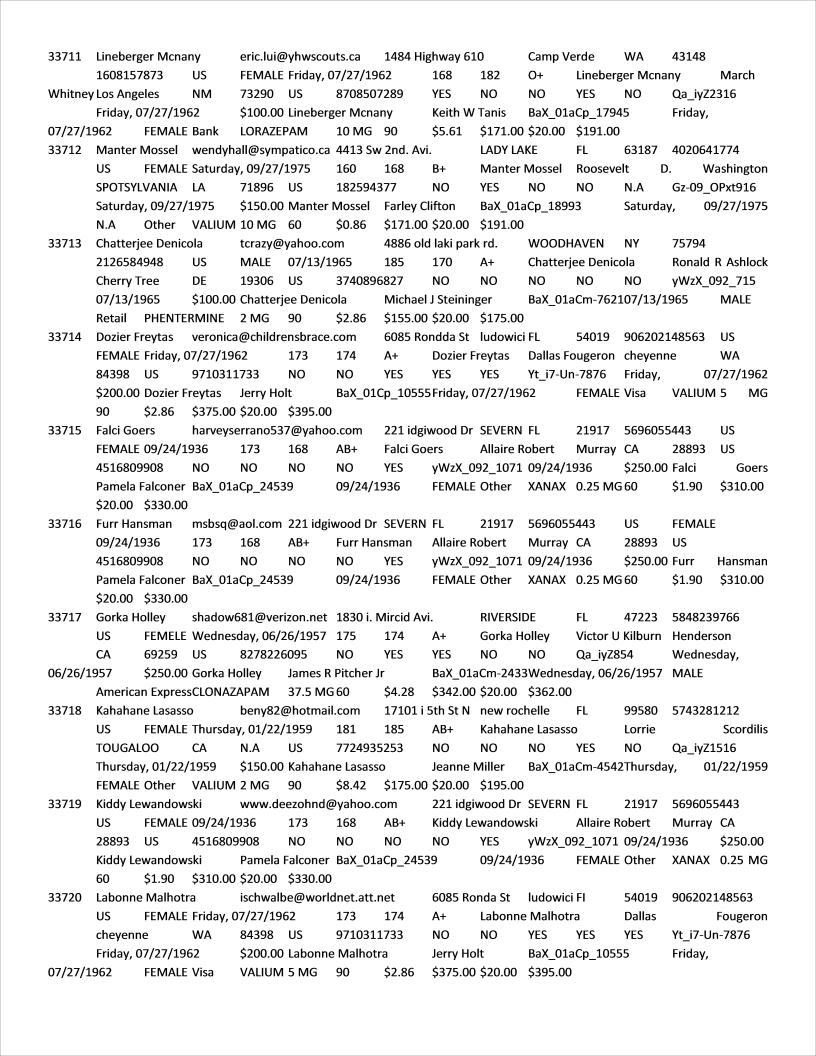 33711 Lineberger Mcnany eric.lui@yhwscouts.ca 1484 Highway 610 Camp Verde WA 43148
1608157873 US FEMALE Friday, 07/27/1962 168 182 O+ Lineberger Mcnany March
Whitney Los Angeles NM 73290 US 8708507289 YES NO NO YES NO Qa_iyZ2316
Friday, 07/27/1962 $100.00 Lineberger Mcnany Keith W Tanis BaX_01aCp_17945 Friday,
07/27/1962 FEMALE Bank LORAZEPAM 10 MG 90 $5.61 $171.00 $20.00 $191.00
33712 Manter Mossel wendyhall@sympatico.ca 4413 Sw 2nd. Avi. LADY LAKE FL 63187 4020641774
US FEMALE Saturday, 09/27/1975 160 168 B+ Manter Mossel Roosevelt D. Washington
SPOTSYLVANIA LA 71896 US 182594377 NO YES NO NO N.A Gz-09_OPxt916
Saturday, 09/27/1975 $150.00 Manter Mossel Farley Clifton BaX_01aCp_18993 Saturday, 09/27/1975
N.A Other VALIUM 10 MG 60 $0.86 $171.00 $20.00 $191.00
33713 Chatterjee Denicola tcrazy@yahoo.com 4886 old laki park rd. WOODHAVEN NY 75794
2126584948 US MALE 07/13/1965 185 170 A+ Chatterjee Denicola Ronald R Ashlock
Cherry Tree DE 19306 US 3740896827 NO NO NO NO NO yWzX_092_715
07/13/1965 $100.00 Chatterjee Denicola Michael J Steininger BaX_01aCm-762107/13/1965 MALE
Retail PHENTERMINE 2 MG 90 $2.86 $155.00 $20.00 $175.00
33714 Dozier Freytas veronica@childrensbrace.com 6085 Rondda St ludowici FL 54019 906202148563 US
FEMALE Friday, 07/27/1962 173 174 A+ Dozier Freytas Dallas Fougeron cheyenne WA
84398 US 9710311733 NO NO YES YES YES Yt_i7-Un-7876 Friday, 07/27/1962
$200.00 Dozier Freytas Jerry Holt BaX_01Cp_10555Friday, 07/27/1962 FEMALE Visa VALIUM 5 MG
90 $2.86 $375.00 $20.00 $395.00
33715 Falci Goers harveyserrano537@yahoo.com 221 idgiwood Dr SEVERN FL 21917 5696055443 US
FEMALE 09/24/1936 173 168 AB+ Falci Goers Allaire Robert Murray CA 28893 US
4516809908 NO NO NO NO YES yWzX_092_1071 09/24/1936 $250.00 Falci Goers
Pamela Falconer BaX_01aCp_24539 09/24/1936 FEMALE Other XANAX 0.25 MG 60 $1.90 $310.00
$20.00 $330.00
33716 Furr Hansman msbsq@aol.com 221 idgiwood Dr SEVERN FL 21917 5696055443 US FEMALE
09/24/1936 173 168 AB+ Furr Hansman Allaire Robert Murray CA 28893 US
4516809908 NO NO NO NO YES yWzX_092_1071 09/24/1936 $250.00 Furr Hansman
Pamela Falconer BaX_01aCp_24539 09/24/1936 FEMALE Other XANAX 0.25 MG 60 $1.90 $310.00
$20.00 $330.00
33717 Gorka Holley shadow681@verizon.net 1830 i. Mircid Avi. RIVERSIDE FL 47223 5848239766
US FEMELE Wednesday, 06/26/1957 175 174 A+ Gorka Holley Victor U Kilburn Henderson
CA 69259 US 8278226095 NO YES YES NO NO Qa_iyZ854 Wednesday,
06/26/1957 $250.00 Gorka Holley James R Pitcher Jr BaX_01aCm-2433Wednesday, 06/26/1957 MALE
American ExpressCLONAZAPAM 37.5 MG 60 $4.28 $342.00 $20.00 $362.00
33718 Kahahane Lasasso beny82@hotmail.com 17101 i 5th St N new rochelle FL 99580 5743281212
US FEMALE Thursday, 01/22/1959 181 185 AB+ Kahahane Lasasso Lorrie Scordilis
TOUGALOO CA N.A US 7724935253 NO NO NO YES NO Qa_iyZ1516
Thursday, 01/22/1959 $150.00 Kahahane Lasasso Jeanne Miller BaX_01aCm-4542Thursday, 01/22/1959
FEMALE Other VALIUM 2 MG 90 $8.42 $175.00 $20.00 $195.00
33719 Kiddy Lewandowski www.deezohnd@yahoo.com 221 idgiwood Dr SEVERN FL 21917 5696055443
US FEMALE 09/24/1936 173 168 AB+ Kiddy Lewandowski Allaire Robert Murray CA
28893 US 4516809908 NO NO NO NO YES yWzX_092_1071 09/24/1936 $250.00
Kiddy Lewandowski Pamela Falconer BaX_01aCp_24539 09/24/1936 FEMALE Other XANAX 0.25 MG
60 $1.90 $310.00 $20.00 $330.00
33720 Labonne Malhotra ischwalbe@worldnet.att.net 6085 Ronda St ludowici FI 54019 906202148563
US FEMALE Friday, 07/27/1962 173 174 A+ Labonne Malhotra Dallas Fougeron
cheyenne WA 84398 US 9710311733 NO NO YES YES YES Yt_i7-Un-7876
Friday, 07/27/1962 $200.00 Labonne Malhotra Jerry Holt BaX_01aCp_10555 Friday,
07/27/1962 FEMALE Visa VALIUM 5 MG 90 $2.86 $375.00 $20.00 $395.00